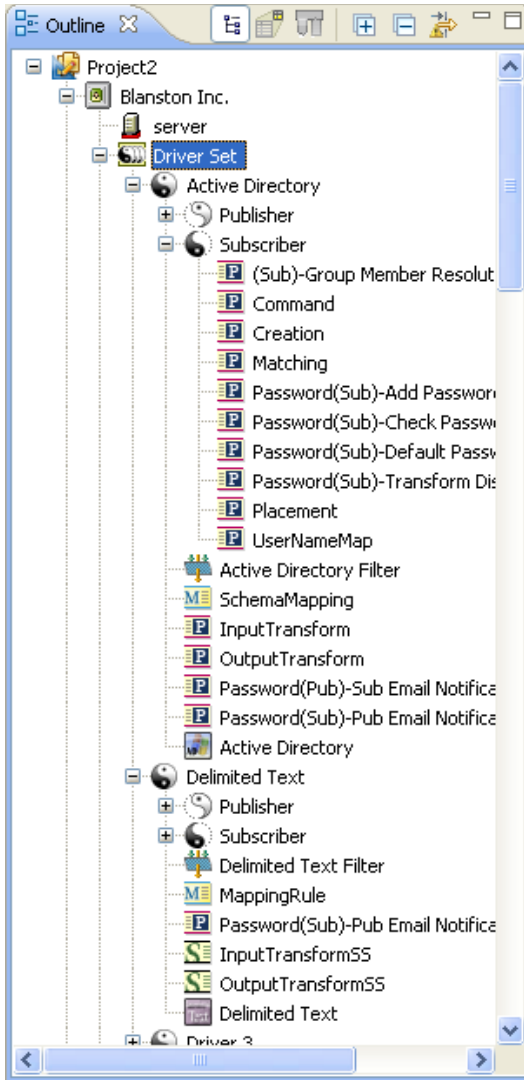 Outline
Project2
Blanston Inc.
server
Driver Set
Active Directory
Publisher
Subscriber
(Sub)-Group Member Resolut
Command
Creation
Matching
Password(Sub)-Add Password
Password(Sub)-Check Passw
Password(Sub)-Default Passw
Password(Sub)-Transform Dis
Placement
UserNameMap
Active Directory Filter
SchemaMapping
InputTransform
OutputTransform
Password(Pub)-Sub Email Notifica
Password(Sub)-Pub Email Notifica
Active Directory
Delimited Text
Publisher
Subscriber
Delimited Text Filter
MappingRule
Password(Sub)-Pub Email Notifica
InputTransformSS
OutputTransformSS
Delimited Text
Driver 3